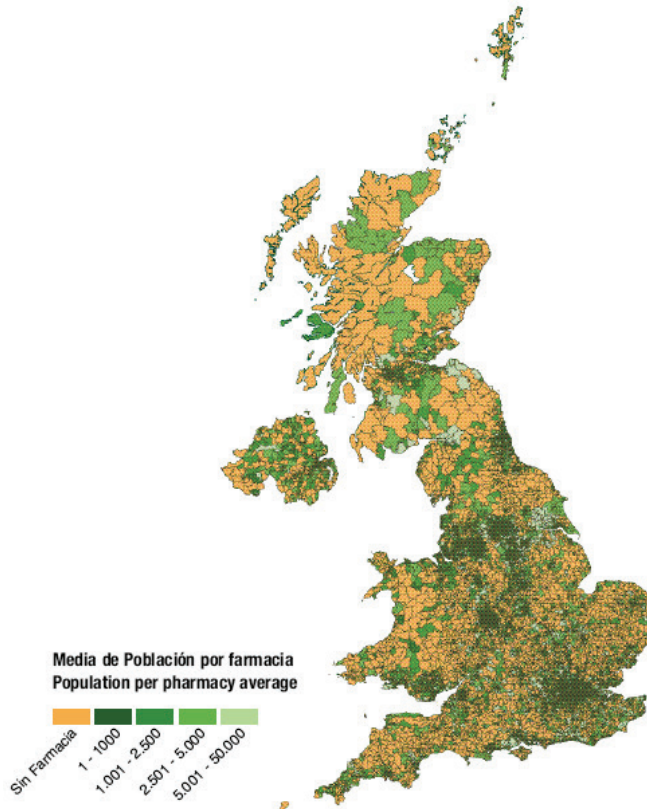 Media de Población por farmacia
Population per pharmacy average
Sin Farmacia
1 - 1000
1.001 - 2.500
2.501 - 5.000
5.001 - 50.000